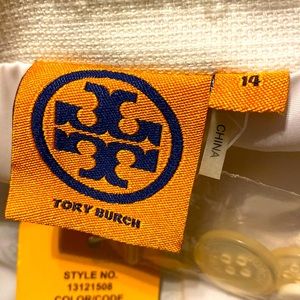 14
CHINA
TORY BURCH
STYLE NO.
13121508
COLOR/CODE